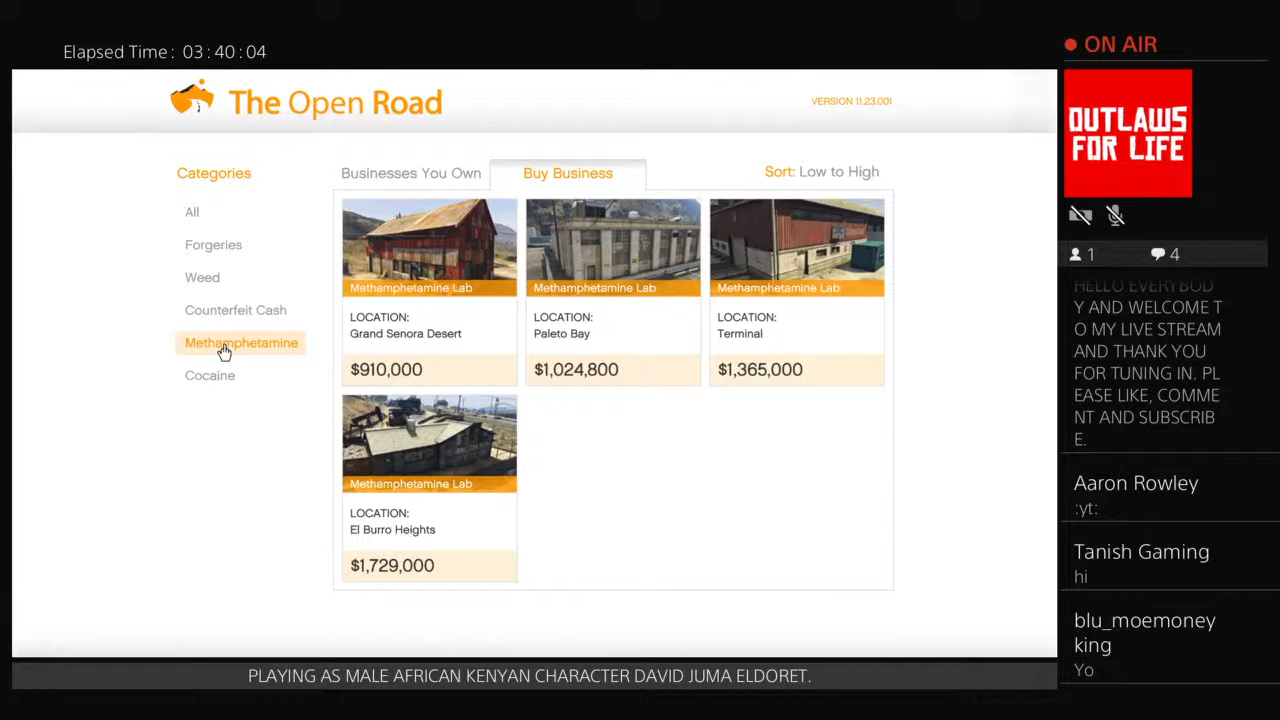 Elapsed Time: 03:40:04
ON AIR
The Open Road
VERSION 11.23.001
OUTLAWS
FOR LIFE
Categories
Businesses You Own
Buy Business
Sort: Low to High
All
Forgeries
Weed
Counterfeit Cash
Methamphetamine
Cocaine
Methamphetamine Lab
LOCATION:
Grand Senora Desert
$910,000
Methamphetamine Lab
LOCATION:
Paleto Bay
$1,024,800
Methamphetamine Lab
LOCATION:
Terminal
$1,365,000
Methamphetamine Lab
LOCATION:
El Burro Heights
$1,729,000
1
4
HELLO EVERYBOD
Y AND WELCOME T
O MY LIVE STREAM
AND THANK YOU
FOR TUNING IN. PL
EASE LIKE, COMME
NT AND SUBSCRIB
E.
Aaron Rowley
:yt:
Tanish Gaming
hi
blu_moemoney
king
Yo
PLAYING AS MALE AFRICAN KENYAN CHARACTER DAVID JUMA ELDORET.